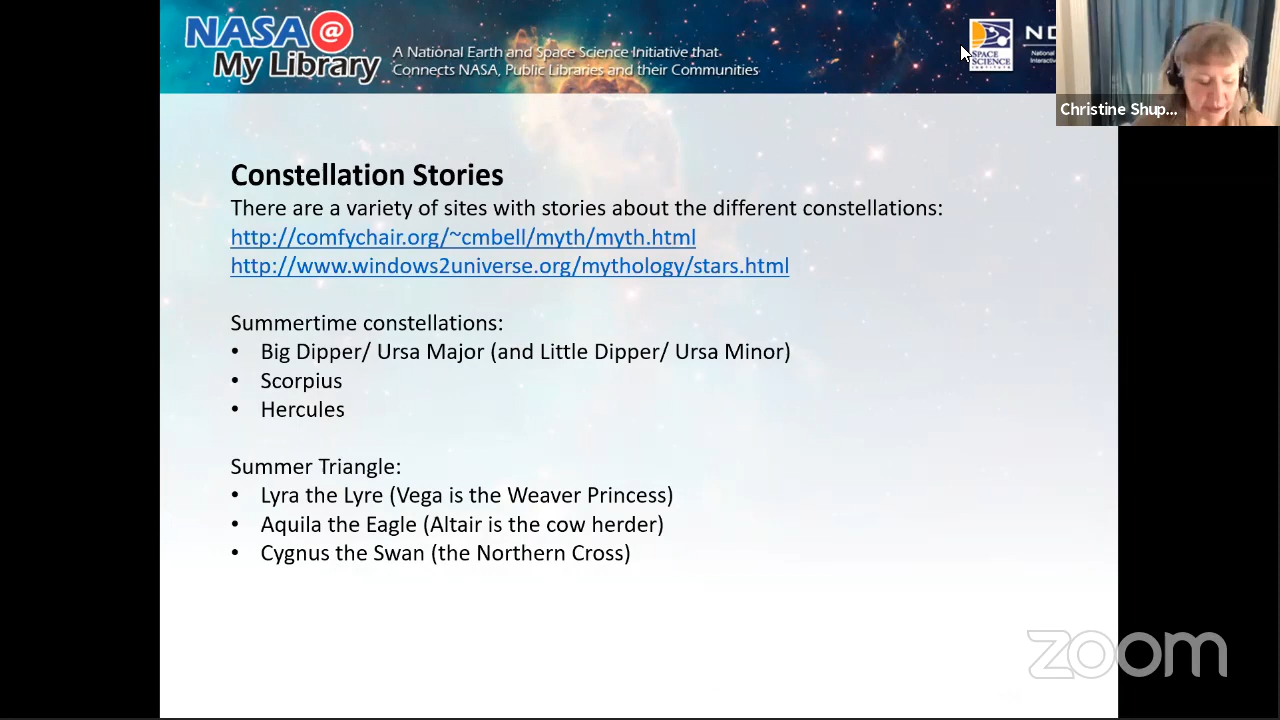 NASA @
My Library
A National Earth and Space Science Initiative that
Connects NASA, Public Libraries and their Communities
SPACE
SCIENCE
INSTITUTE
National
Interactiv
Christine Shup...
Constellation Stories
There are a variety of sites with stories about the different constellations:
http://comfychair.org/~cmbell/myth/myth.html
http://www.windows2universe.org/mythology/stars.html
Summertime constellations:
• Big Dipper/ Ursa Major (and Little Dipper/ Ursa Minor)
• Scorpius
• Hercules
Summer Triangle:
• Lyra the Lyre (Vega is the Weaver Princess)
• Aquila the Eagle (Altair is the cow herder)
• Cygnus the Swan (the Northern Cross)
zoom